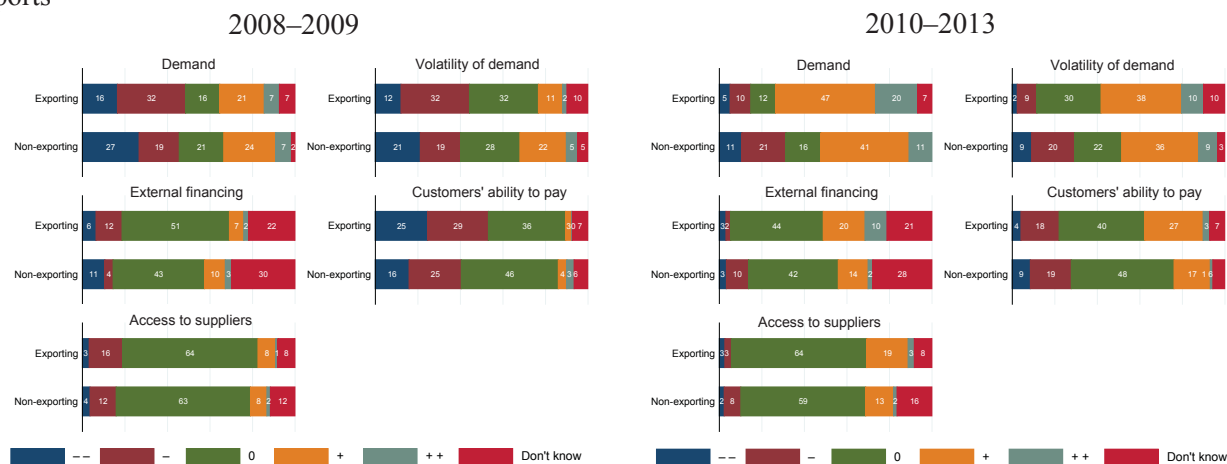 orts
2008–2009
Demand
Exporting 16 32 16 21 7 7
Non-exporting 27 19 21 24 7 2
Volatility of demand
Exporting 12 32 32 11 2 10
Non-exporting 21 19 28 22 5 5
External financing
Exporting 6 12 51 7 2 22
Non-exporting 11 4 43 10 3 30
Customers' ability to pay
Exporting 25 29 36 3 0 7
Non-exporting 16 25 46 4 3 6
Access to suppliers
Exporting 3 16 64 8 1 8
Non-exporting 4 12 63 8 2 12
– – – 0 + + + Don't know
2010–2013
Demand
Exporting 5 10 12 47 20 7
Non-exporting 11 21 16 41 11
Volatility of demand
Exporting 2 9 30 38 10 10
Non-exporting 9 20 22 36 9 3
External financing
Exporting 3 2 44 20 10 21
Non-exporting 3 10 42 14 2 28
Customers' ability to pay
Exporting 4 18 40 27 3 7
Non-exporting 9 19 48 17 1 6
Access to suppliers
Exporting 3 3 64 19 3 8
Non-exporting 2 8 59 13 2 16
– – – 0 + + + Don't know